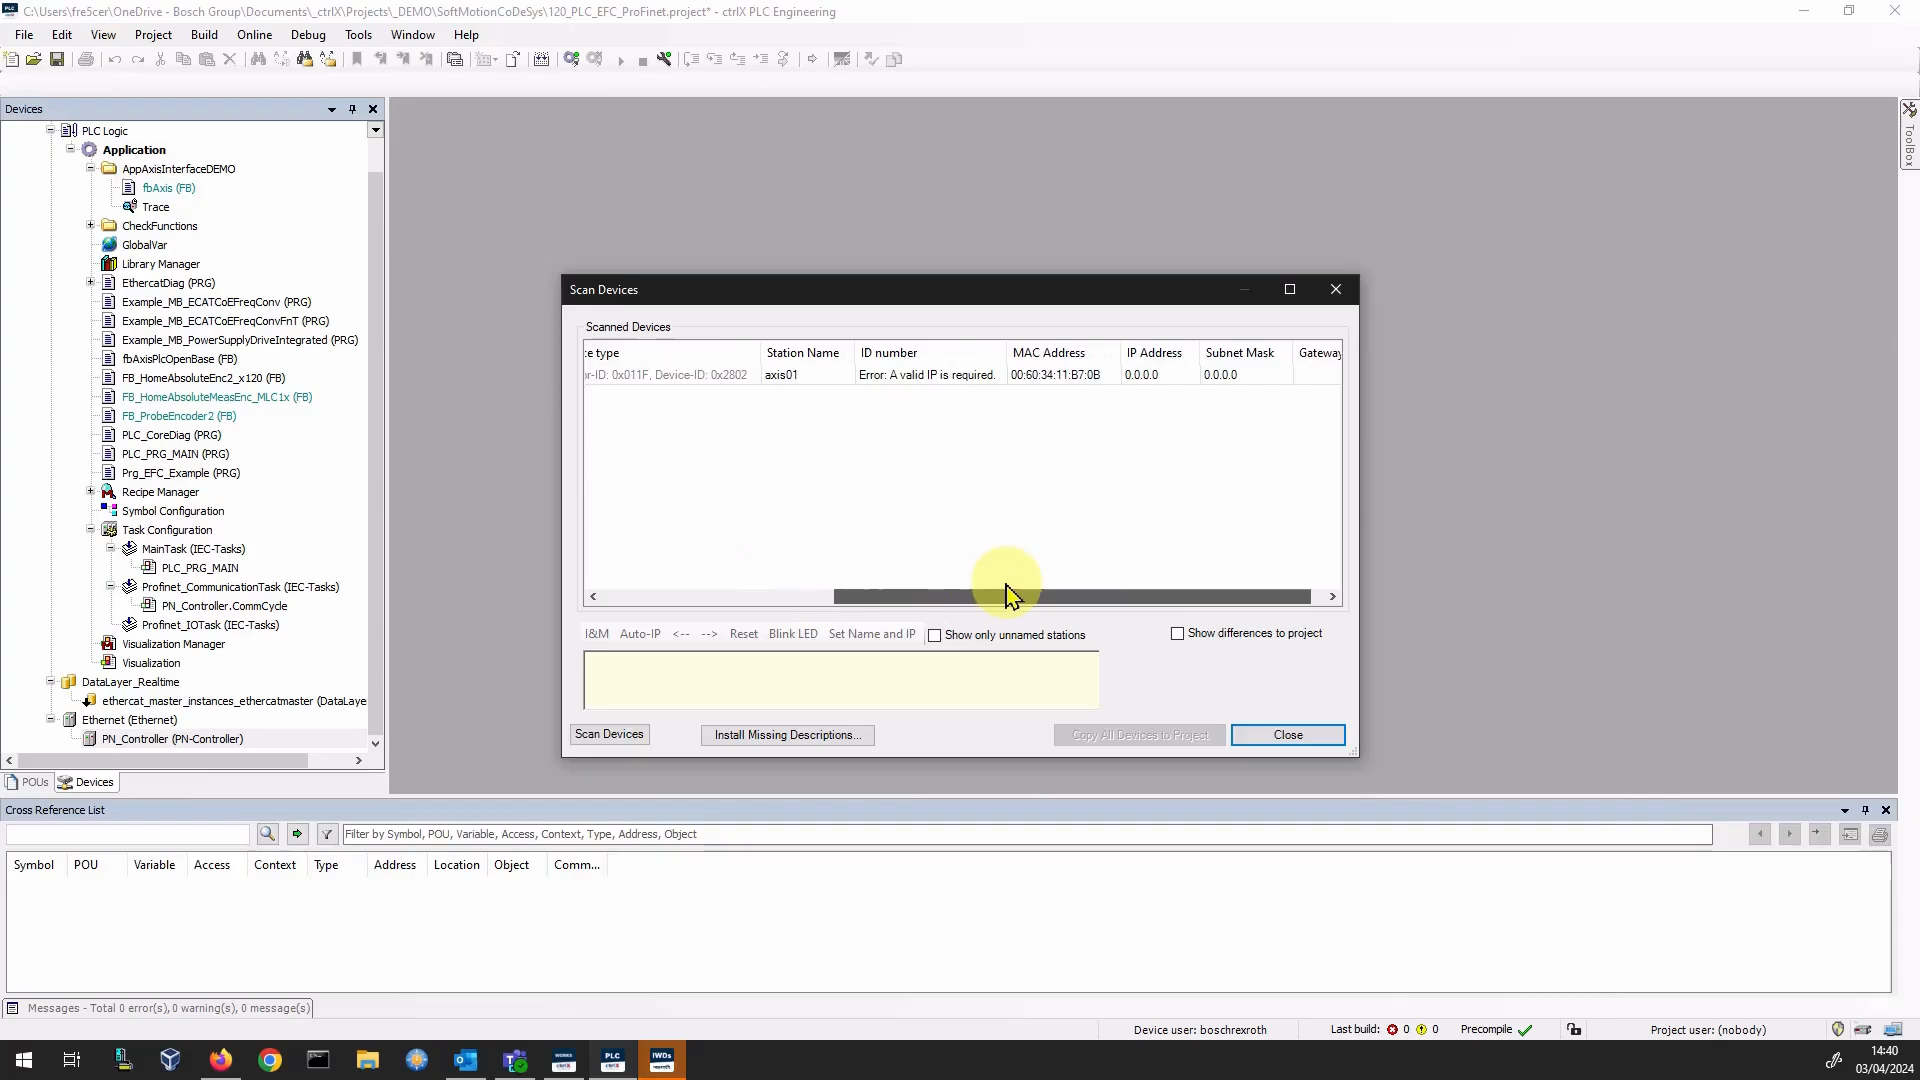 C:\Users\fre5cer\OneDrive - Bosch Group\Documents\_ctrlX\Projects\_DEMO\SoftMotionCoDeSys\120_PLC_EFC_ProFinet.project* - ctrlX PLC Engineering
File Edit View Project Build Online Debug Tools Window Help
Devices
PLC Logic
Application
AppAxisInterfaceDEMO
fbAxis (FB)
Trace
CheckFunctions
GlobalVar
Library Manager
EthercatDiag (PRG)
Example_MB_ECATCoEFreqConv (PRG)
Example_MB_ECATCoEFreqConvFnT (PRG)
Example_MB_PowerSupplyDriveIntegrated (PRG)
fbAxisPlcOpenBase (FB)
FB_HomeAbsoluteEnc2_x120 (FB)
FB_HomeAbsoluteMeasEnc_MLC1x (FB)
FB_ProbeEncoder2 (FB)
PLC_CoreDiag (PRG)
PLC_PRG_MAIN (PRG)
Prg_EFC_Example (PRG)
Recipe Manager
Symbol Configuration
Task Configuration
MainTask (IEC-Tasks)
PLC_PRG_MAIN
Profinet_CommunicationTask (IEC-Tasks)
PN_Controller.CommCycle
Profinet_IOTask (IEC-Tasks)
Visualization Manager
Visualization
DataLayer_Realtime
ethercat_master_instances_ethercatmaster (DataLaye
Ethernet (Ethernet)
PN_Controller (PN-Controller)
POUs Devices
ToolBox
Scan Devices
Scanned Devices
e type Station Name ID number MAC Address IP Address Subnet Mask Gateway
r-ID: 0x011F, Device-ID: 0x2802 axis01 Error: A valid IP is required. 00:60:34:11:B7:0B 0.0.0.0 0.0.0.0
I&M Auto-IP <-- --> Reset Blink LED Set Name and IP Show only unnamed stations Show differences to project
Scan Devices Install Missing Descriptions... Copy All Devices to Project Close
Cross Reference List
Filter by Symbol, POU, Variable, Access, Context, Type, Address, Object
Symbol POU Variable Access Context Type Address Location Object Comm...
Messages - Total 0 error(s), 0 warning(s), 0 message(s)
Device user: boschrexroth Last build: 0 0 Precompile Project user: (nobody)
WORKS PLC IWDs
14:40
03/04/2024